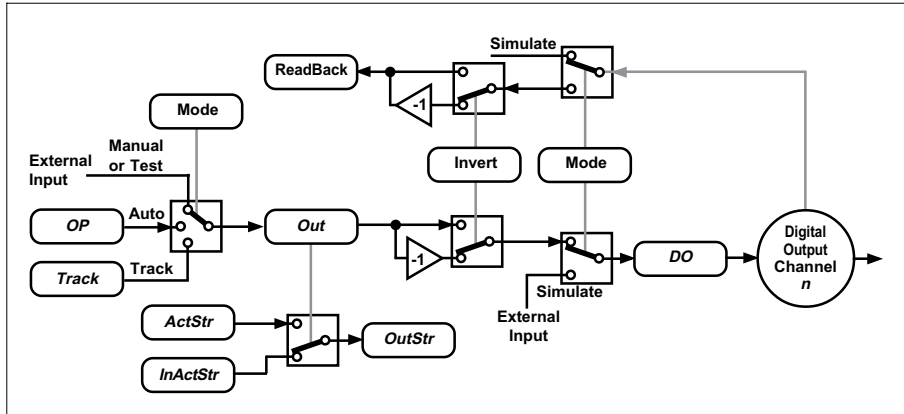 Simulate
ReadBack
-1
Mode
Manual
or Test
External
Input
Invert
Mode
OP
Auto
Out
Track
Track
-1
DO
Digital
Output
Channel
n
Simulate
External
Input
ActStr
OutStr
InActStr